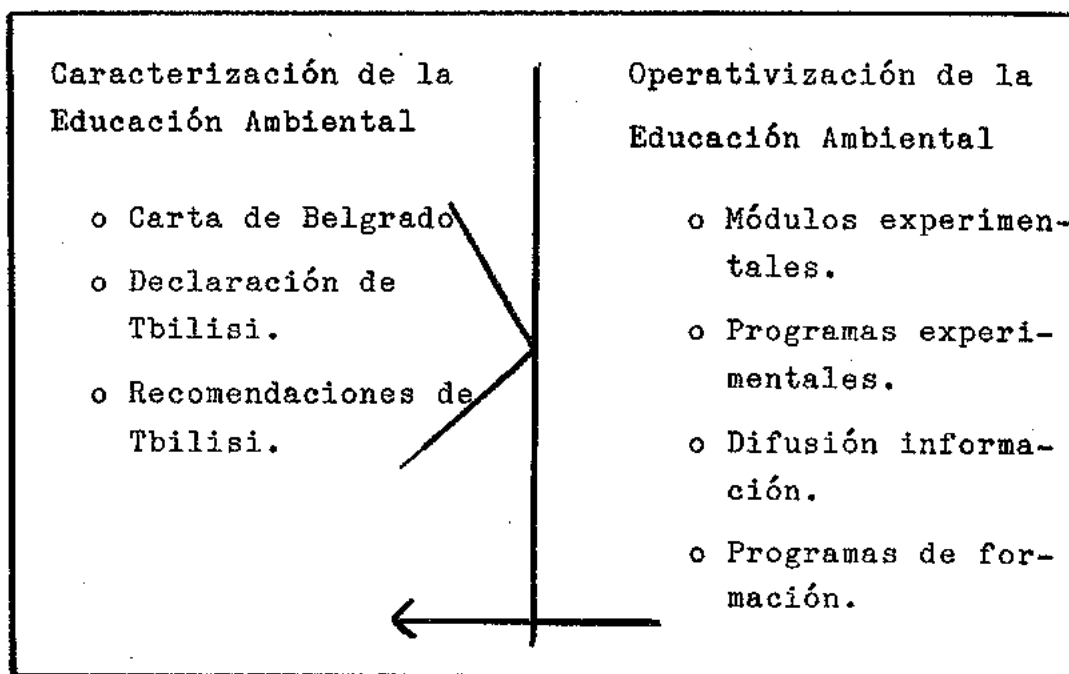 Caracterización de la
Educación Ambiental
o Carta de Belgrado
o Declaración de
Tbilisi.
o Recomendaciones de
Tbilisi.
Operativización de la
Educación Ambiental
o Módulos experimen-
tales.
o Programas experi-
mentales.
o Difusión informa-
ción.
o Programas de for-
mación.